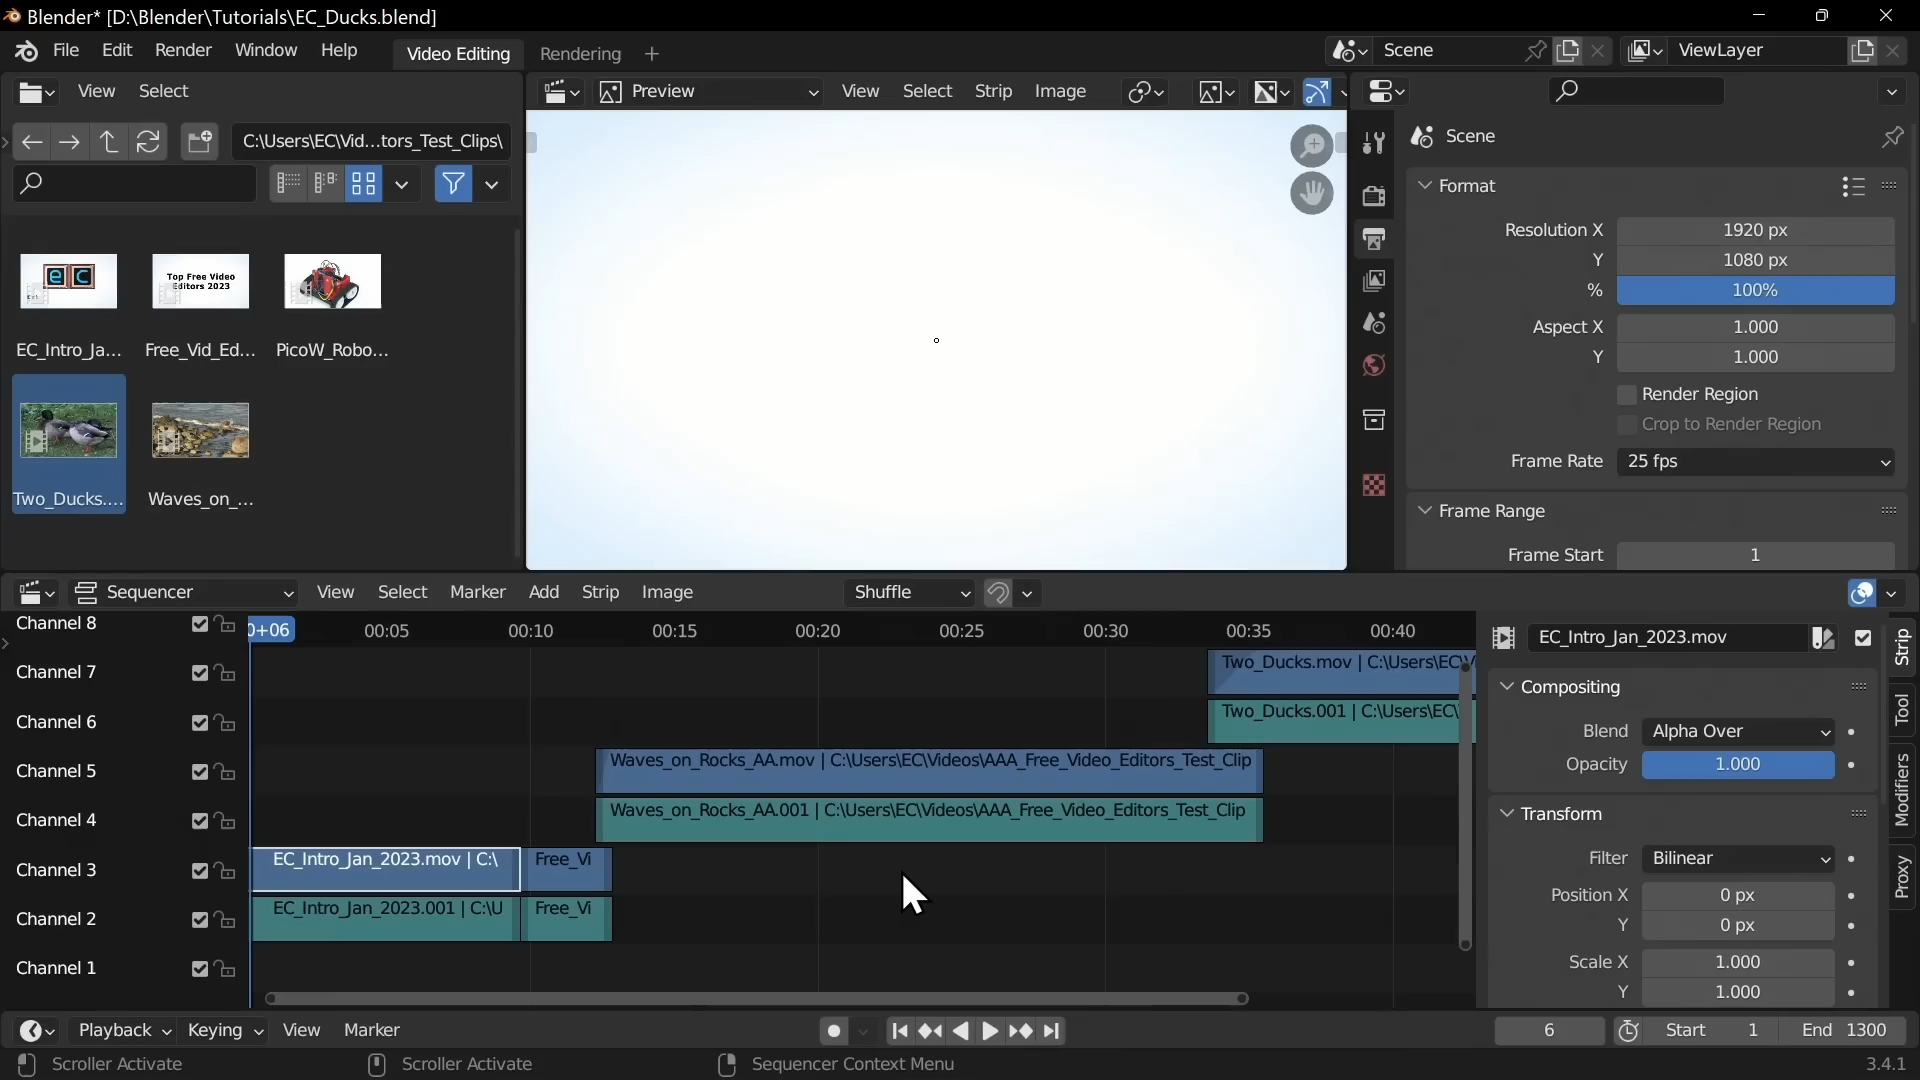 Blender* [D:\Blender\Tutorials\EC_Ducks.blend]
File Edit Render Window Help Video Editing Rendering + Scene ViewLayer
View Select Preview View Select Strip Image
C:\Users\EC\Vid...tors_Test_Clips\
Scene
Format
Resolution X 1920 px
Y 1080 px
% 100%
Aspect X 1.000
Y 1.000
Render Region
Crop to Render Region
Frame Rate 25 fps
Frame Range
Frame Start 1
e c
Top Free Video
Editors 2023
EC_Intro_Ja... Free_Vid_Ed... PicoW_Robo...
Two_Ducks.... Waves_on_...
Sequencer View Select Marker Add Strip Image Shuffle
0+06 00:05 00:10 00:15 00:20 00:25 00:30 00:35 00:40
Channel 8
Channel 7
Two_Ducks.mov | C:\Users\EC\V
Channel 6
Two_Ducks.001 | C:\Users\EC\
Channel 5
Waves_on_Rocks_AA.mov | C:\Users\EC\Videos\AAA_Free_Video_Editors_Test_Clip
Channel 4
Waves_on_Rocks_AA.001 | C:\Users\EC\Videos\AAA_Free_Video_Editors_Test_Clip
Channel 3
EC_Intro_Jan_2023.mov | C:\ Free_Vi
Channel 2
EC_Intro_Jan_2023.001 | C:\U Free_Vi
Channel 1
EC_Intro_Jan_2023.mov
Compositing
Blend Alpha Over
Opacity 1.000
Transform
Filter Bilinear
Position X 0 px
Y 0 px
Scale X 1.000
Y 1.000
Strip
Tool
Modifiers
Proxy
Playback Keying View Marker 6 Start 1 End 1300
Scroller Activate Scroller Activate Sequencer Context Menu 3.4.1